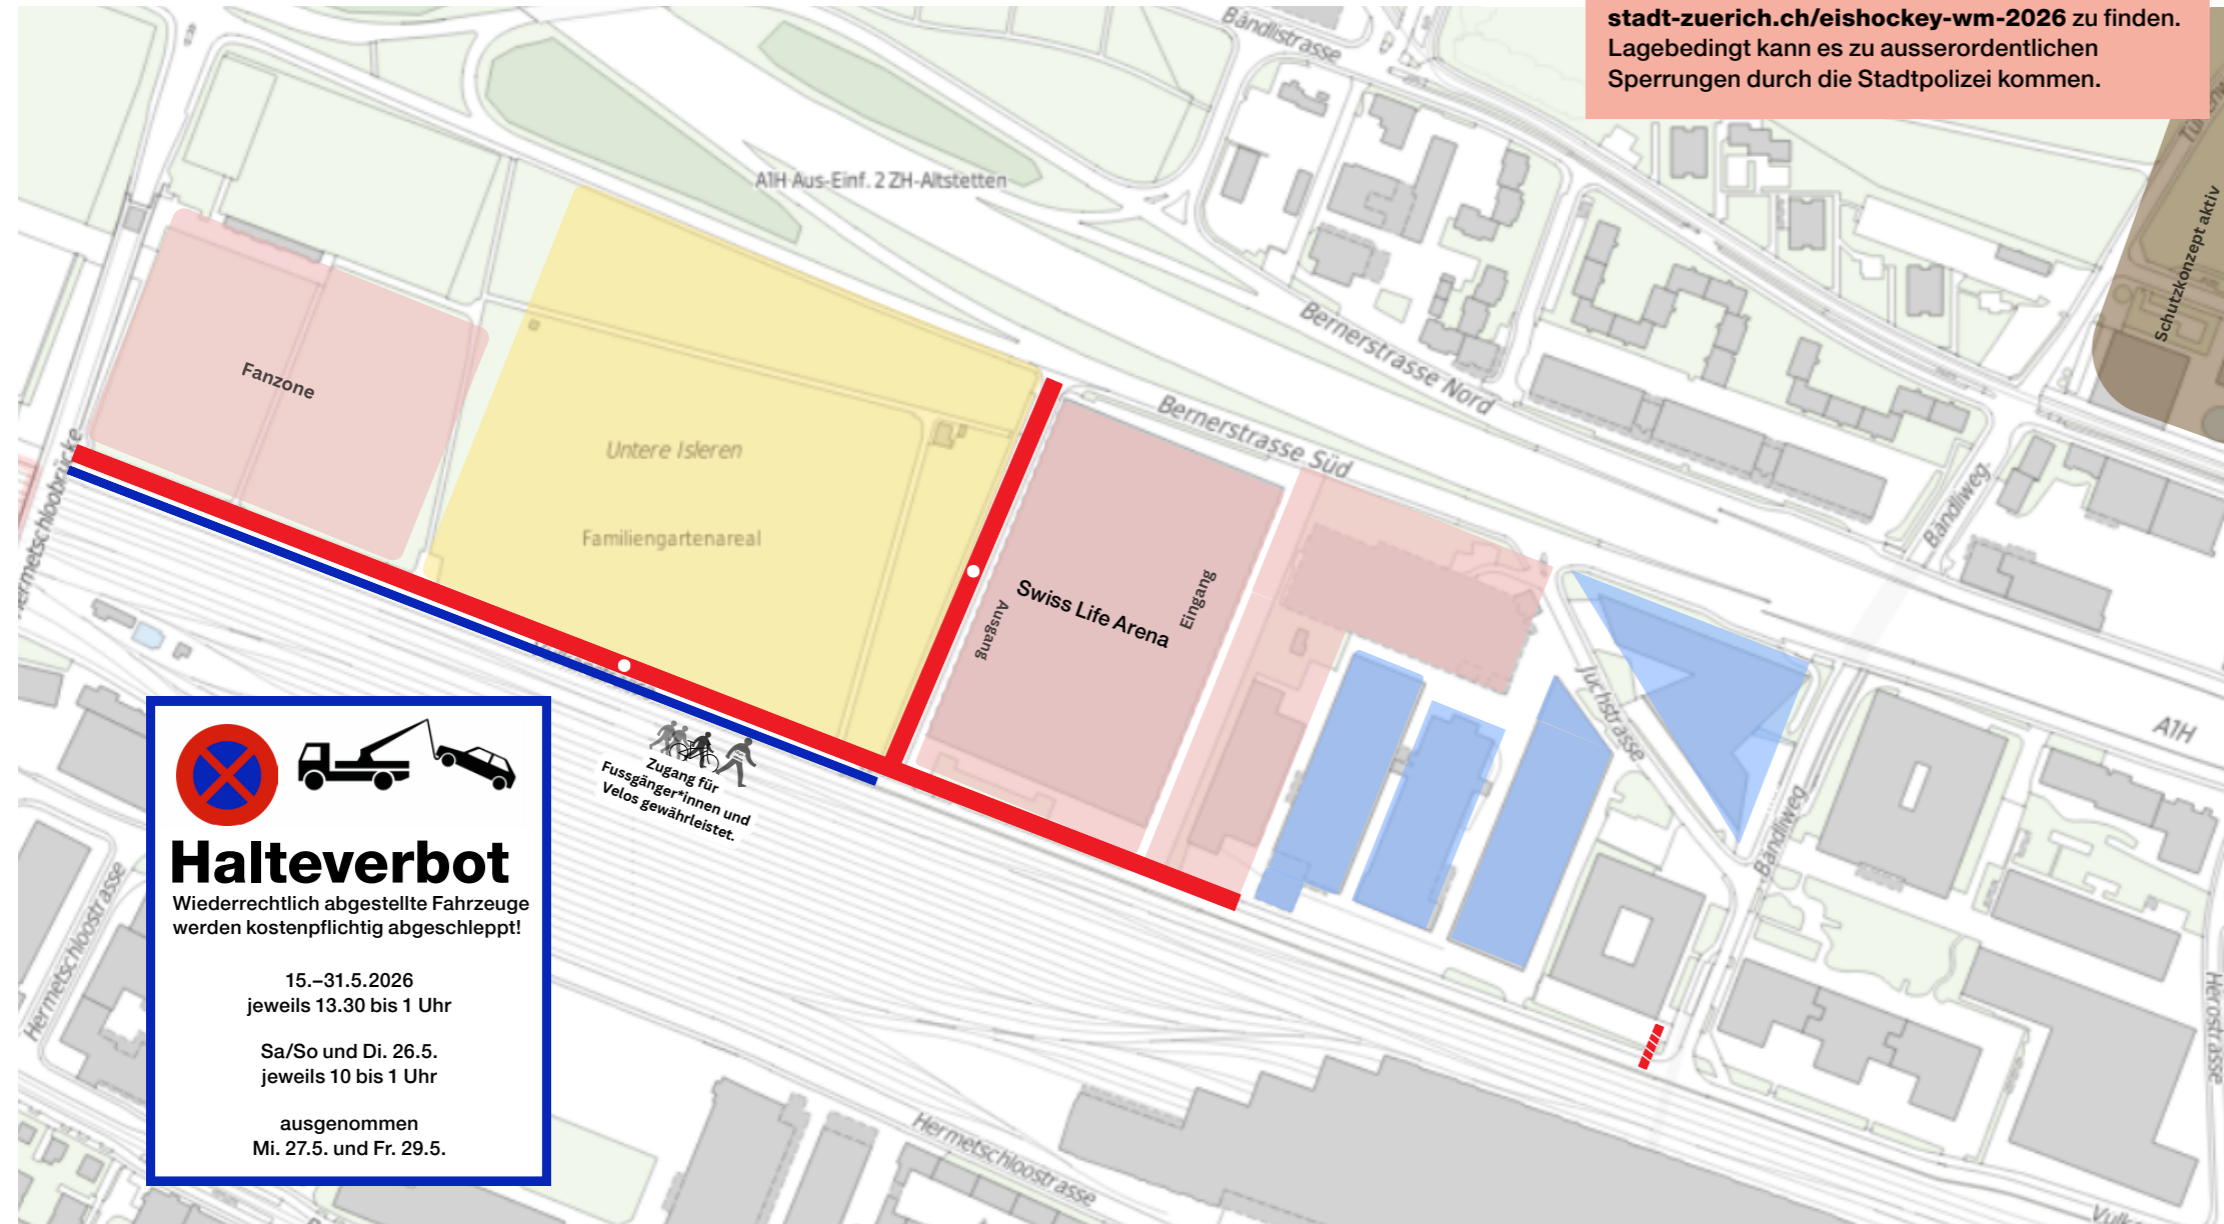 stadt-zuerich.ch/eishockey-wm-2026 zu finden.
Lagebedingt kann es zu ausserordentlichen
Sperrungen durch die Stadtpolizei kommen.
Bändlistrasse
A1H Aus-Einf. 2 ZH-Altstetten
Schutzkonzept aktiv
Fanzone
Bernerstrasse Nord
Bernerstrasse Süd
Untere Isleren
Familiengartenareal
Bändliweg
Swiss Life Arena
Eingang
Ausgang
Juchstrasse
A1H
Bändliweg
Zugang für
Fussgänger*innen und
Velos gewährleistet.
Halteverbot
Wiederrechtlich abgestellte Fahrzeuge
werden kostenpflichtig abgeschleppt!
15.–31.5.2026
jeweils 13.30 bis 1 Uhr
Sa/So und Di. 26.5.
jeweils 10 bis 1 Uhr
ausgenommen
Mi. 27.5. und Fr. 29.5.
Hermetschloostrasse
Hermetschloostrasse
Herostrasse